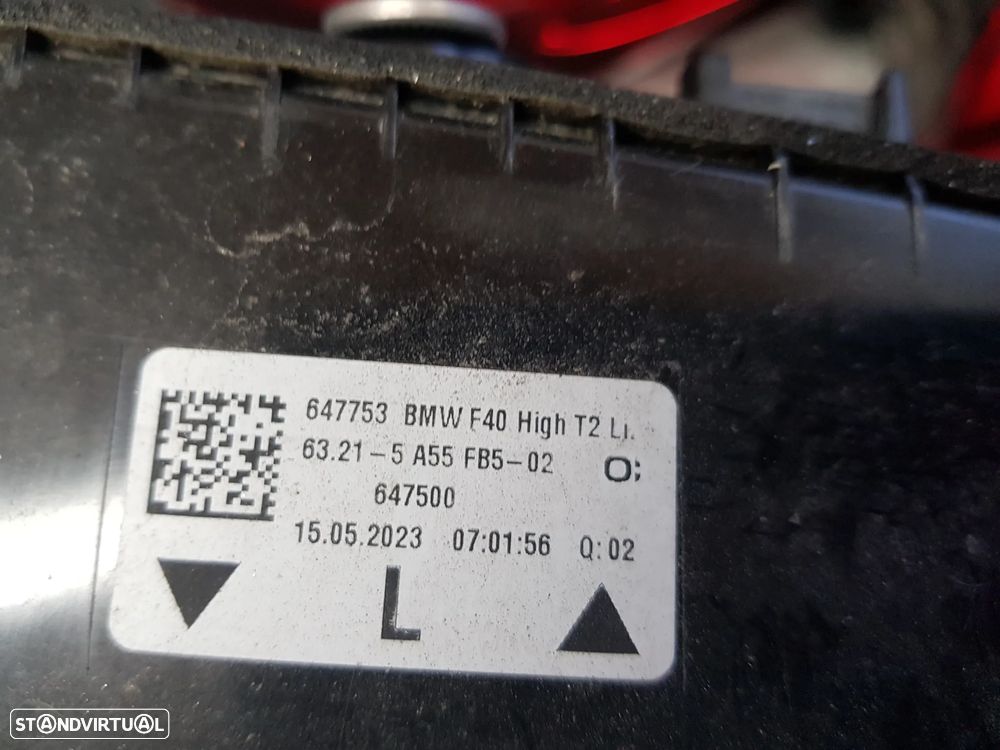 647753 BMW F40 High T2 Li.
63.21-5 A55 FB5-02 O;
647500
15.05.2023 07:01:56 Q:02
L
STANDVIRTUAL